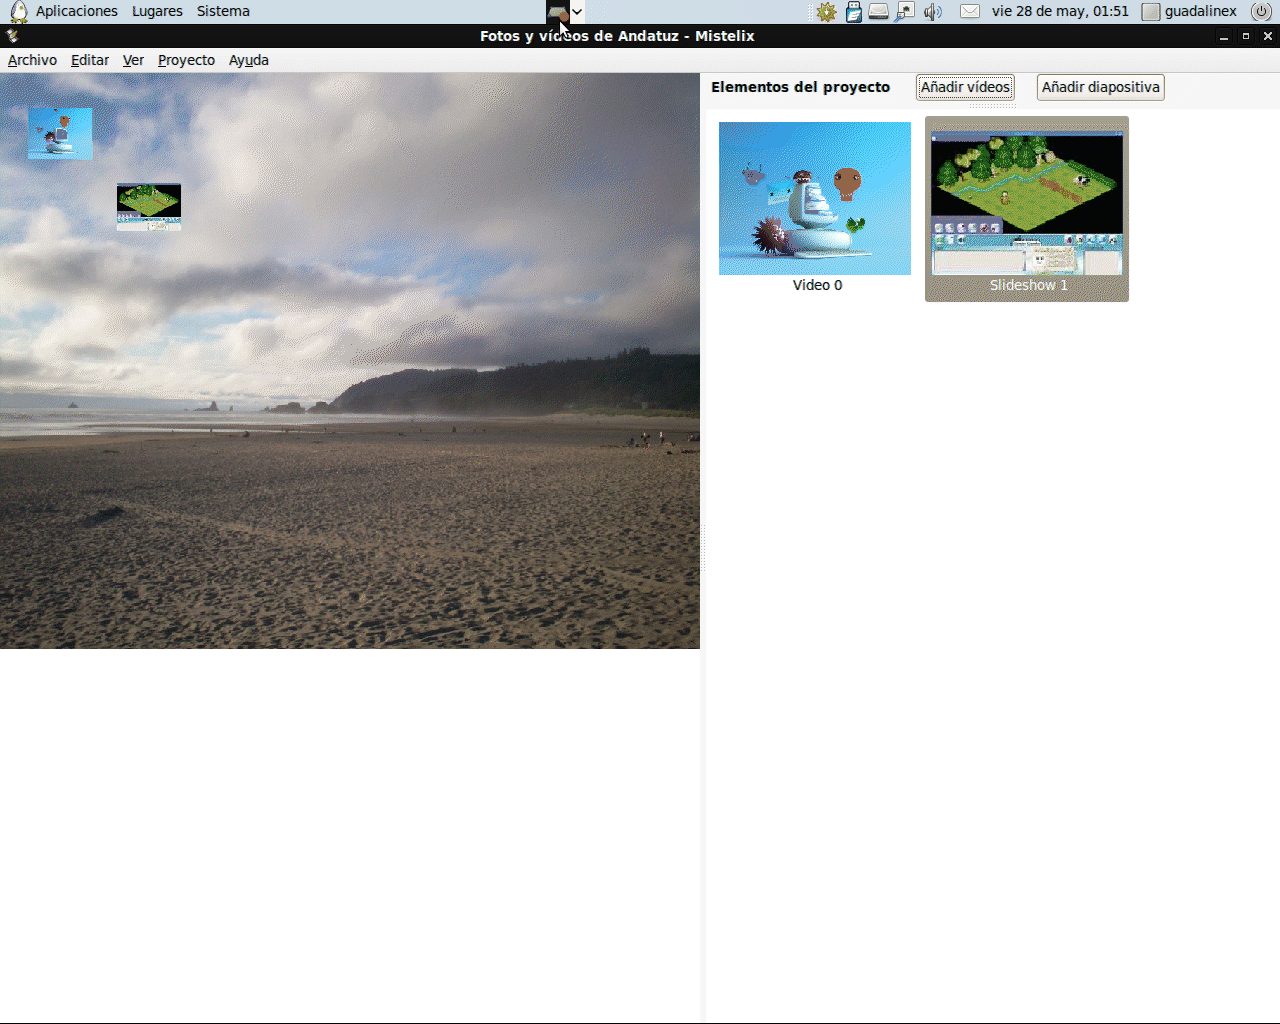 Aplicaciones Lugares Sistema vie 28 de may, 01:51 guadalinex
Fotos y vídeos de Andatuz - Mistelix
Archivo Editar Ver Proyecto Ayuda
Elementos del proyecto Añadir vídeos Añadir diapositiva
Video 0 Slideshow 1